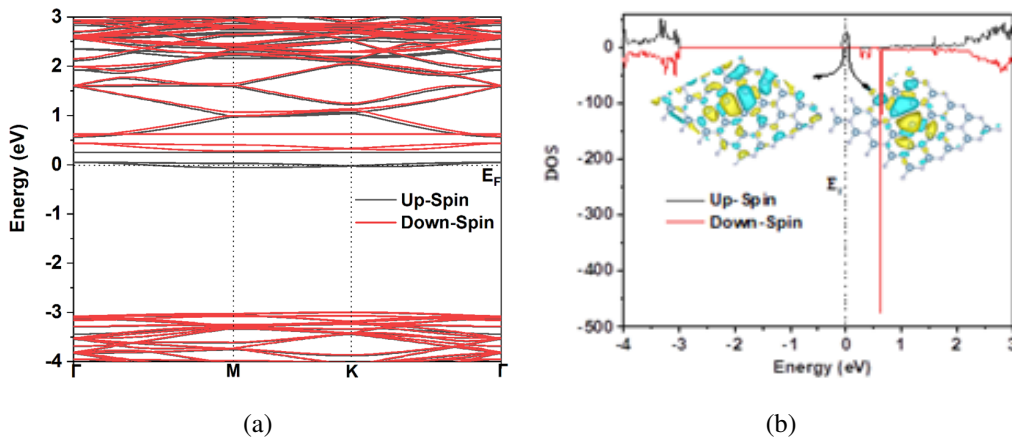 3
2
1
0
-1
-2
-3
-4
Energy (eV)
E_F
Up-Spin
Down-Spin
Γ
M
K
Γ
(a)
0
-100
-200
-300
-400
-500
DOS
Up-Spin
Down-Spin
-4
-3
-2
-1
0
1
2
3
Energy (eV)
(b)